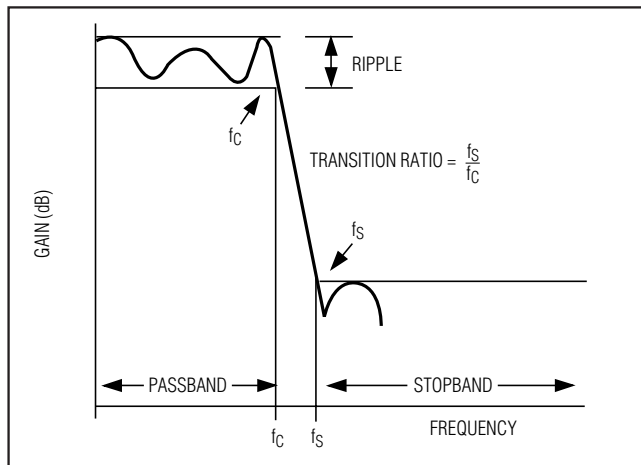 RIPPLE
fC
TRANSITION RATIO = fS/fC
fS
GAIN (dB)
PASSBAND
STOPBAND
fC
fS
FREQUENCY